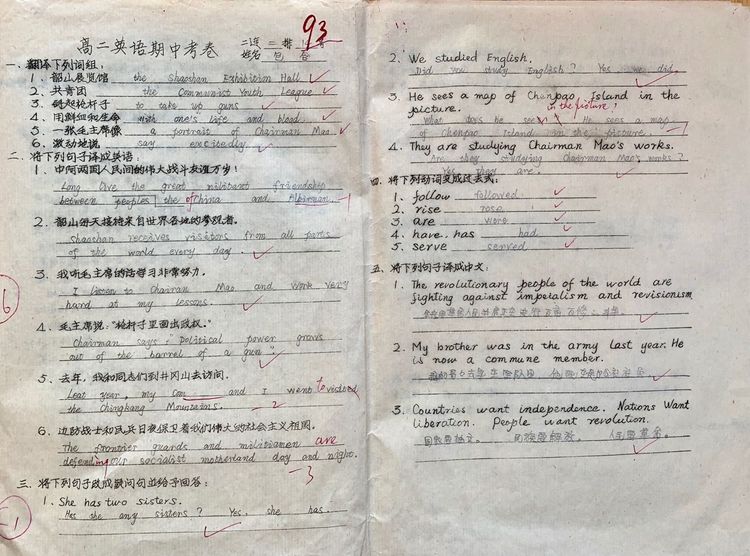 高二英语期中考卷
93
二连 二排
姓名 包
一、翻译下列词组：
1. 韶山展览馆 the Shaoshan Exhibition Hall
2. 共青团 the Communist Youth League
3. 拿起枪杆子 to take up guns
4. 用鲜血和生命 with one's life and blood
5. 一张毛主席像 a portrait of Chairman Mao
6. 激动地说 say excitedly
二、将下列句子译成英语：
1. 中阿两国人民间的伟大战斗友谊万岁！
Long live the great militant friendship
between peoples the of China and Alberman. -1
2. 韶山每天接待来自世界各地的参观者。
Shaoshan receives visitors from all parts
of the world every day.
3. 我听毛主席的话学习非常努力。
I listen to Chairan Mao and work very
hard at my lessons.
4. 毛主席说："枪杆子里面出政权。"
Chairman says: Political power grows
out of the barrel of a gun".
5. 去年，我和同志们到井冈山去访问。
Leat year, my Com and I went to visited
the Chingkang Mountains. -2
6. 边防战士和民兵日夜保卫着我们伟大的社会主义祖国。
The frontier guards and militiamen are
defending our socialist motherland day and night.
-3
-6
三、将下列句子改成疑问句并给予回答：
1. She has two sisters.
Has she any sisters? Yes, she has.
-1
2. We studied English.
Did you study English? Yes we did.
3. He sees a map of Chenpao Island in the
picture.
in the picture?
What does he see? He sees a map
of Chenpao Island in the picture. -1
4. They are studying Chairman Mao's works.
Are they studying Chairman Mao's works?
Yes they are.
四、将下列动词变成过去式：
1. follow followed
2. rise rose
3. are were
4. have. has had
5. serve served
五、将下列句子译成中文：
1. The revolutionary people of the world are
fighting against impeialism and revisionism.
2. My brother was in the army last year. He
is now a commune member.
3. Countries want independence. Nations Want
liberation. People want revolution.
国家要独立。 民族要解放。 人民要革命。